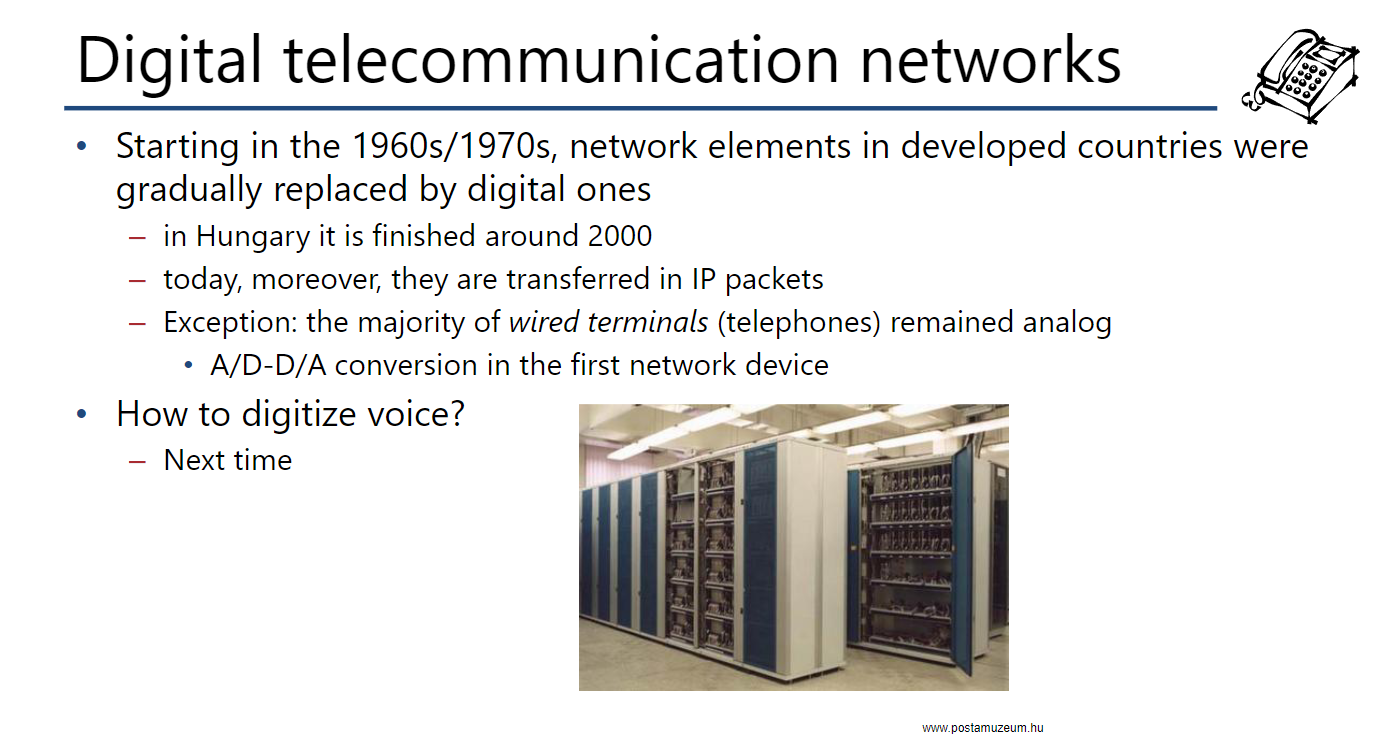 Digital telecommunication networks
• Starting in the 1960s/1970s, network elements in developed countries were
gradually replaced by digital ones
– in Hungary it is finished around 2000
– today, moreover, they are transferred in IP packets
– Exception: the majority of wired terminals (telephones) remained analog
• A/D-D/A conversion in the first network device
• How to digitize voice?
– Next time
www.postamuzeum.hu